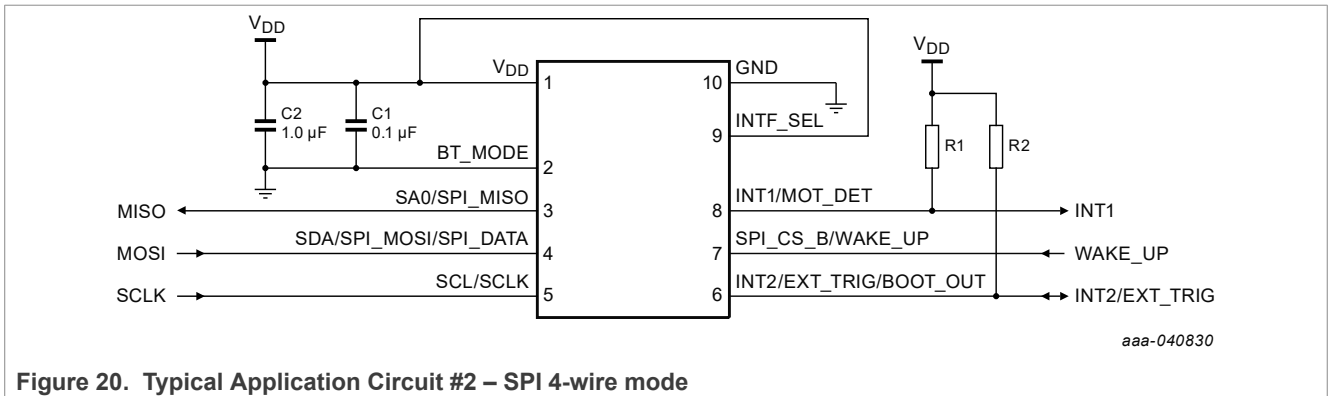 VDD
VDD
C2
1.0 µF
C1
0.1 µF
VDD
1
10
GND
INTF_SEL
9
R1
R2
BT_MODE
2
MISO
SA0/SPI_MISO
3
8
INT1/MOT_DET
INT1
MOSI
SDA/SPI_MOSI/SPI_DATA
4
7
SPI_CS_B/WAKE_UP
WAKE_UP
SCLK
SCL/SCLK
5
6
INT2/EXT_TRIG/BOOT_OUT
INT2/EXT_TRIG
aaa-040830
Figure 20. Typical Application Circuit #2 – SPI 4-wire mode